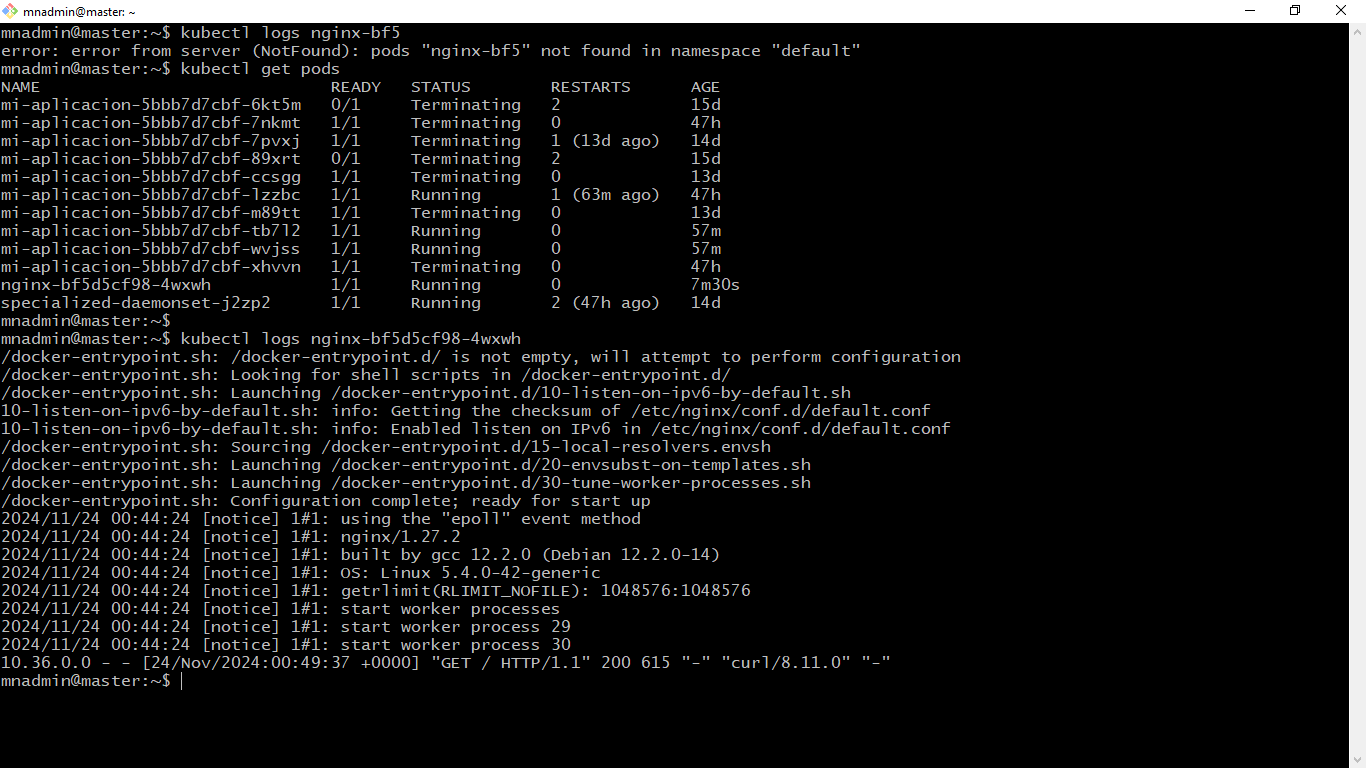 mnadmin@master: ~
mnadmin@master:~$ kubectl logs nginx-bf5
error: error from server (NotFound): pods "nginx-bf5" not found in namespace "default"
mnadmin@master:~$ kubectl get pods
NAME                             READY   STATUS        RESTARTS      AGE
mi-aplicacion-5bbb7d7cbf-6kt5m   0/1     Terminating   2             15d
mi-aplicacion-5bbb7d7cbf-7nkmt   1/1     Terminating   0             47h
mi-aplicacion-5bbb7d7cbf-7pvxj   1/1     Terminating   1 (13d ago)   14d
mi-aplicacion-5bbb7d7cbf-89xrt   0/1     Terminating   2             15d
mi-aplicacion-5bbb7d7cbf-ccsgg   1/1     Terminating   0             13d
mi-aplicacion-5bbb7d7cbf-lzzbc   1/1     Running       1 (63m ago)   47h
mi-aplicacion-5bbb7d7cbf-m89tt   1/1     Terminating   0             13d
mi-aplicacion-5bbb7d7cbf-tb7l2   1/1     Running       0             57m
mi-aplicacion-5bbb7d7cbf-wvjss   1/1     Running       0             57m
mi-aplicacion-5bbb7d7cbf-xhvvn   1/1     Terminating   0             47h
nginx-bf5d5cf98-4wxwh            1/1     Running       0             7m30s
specialized-daemonset-j2zp2      1/1     Running       2 (47h ago)   14d
mnadmin@master:~$
mnadmin@master:~$ kubectl logs nginx-bf5d5cf98-4wxwh
/docker-entrypoint.sh: /docker-entrypoint.d/ is not empty, will attempt to perform configuration
/docker-entrypoint.sh: Looking for shell scripts in /docker-entrypoint.d/
/docker-entrypoint.sh: Launching /docker-entrypoint.d/10-listen-on-ipv6-by-default.sh
10-listen-on-ipv6-by-default.sh: info: Getting the checksum of /etc/nginx/conf.d/default.conf
10-listen-on-ipv6-by-default.sh: info: Enabled listen on IPv6 in /etc/nginx/conf.d/default.conf
/docker-entrypoint.sh: Sourcing /docker-entrypoint.d/15-local-resolvers.envsh
/docker-entrypoint.sh: Launching /docker-entrypoint.d/20-envsubst-on-templates.sh
/docker-entrypoint.sh: Launching /docker-entrypoint.d/30-tune-worker-processes.sh
/docker-entrypoint.sh: Configuration complete; ready for start up
2024/11/24 00:44:24 [notice] 1#1: using the "epoll" event method
2024/11/24 00:44:24 [notice] 1#1: nginx/1.27.2
2024/11/24 00:44:24 [notice] 1#1: built by gcc 12.2.0 (Debian 12.2.0-14)
2024/11/24 00:44:24 [notice] 1#1: OS: Linux 5.4.0-42-generic
2024/11/24 00:44:24 [notice] 1#1: getrlimit(RLIMIT_NOFILE): 1048576:1048576
2024/11/24 00:44:24 [notice] 1#1: start worker processes
2024/11/24 00:44:24 [notice] 1#1: start worker process 29
2024/11/24 00:44:24 [notice] 1#1: start worker process 30
10.36.0.0 - - [24/Nov/2024:00:49:37 +0000] "GET / HTTP/1.1" 200 615 "-" "curl/8.11.0" "-"
mnadmin@master:~$